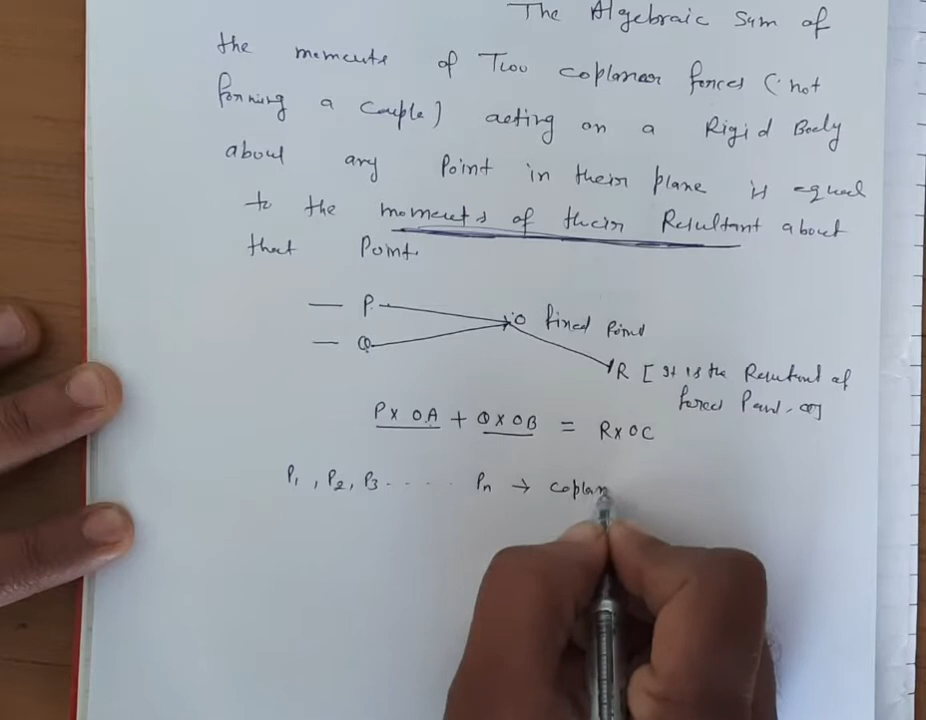 The Algebraic Sum of
the moments of Two coplanar forces (not
forming a couple) acting on a Rigid Body
about any Point in their plane is equal
to the moments of their Resultant about
that Point.
— P
O fixed Point
— Q
R [It is the Resultant of
forces P and Q]
P x OA + Q x OB = R x OC
P1, P2, P3 ..... Pn → coplan